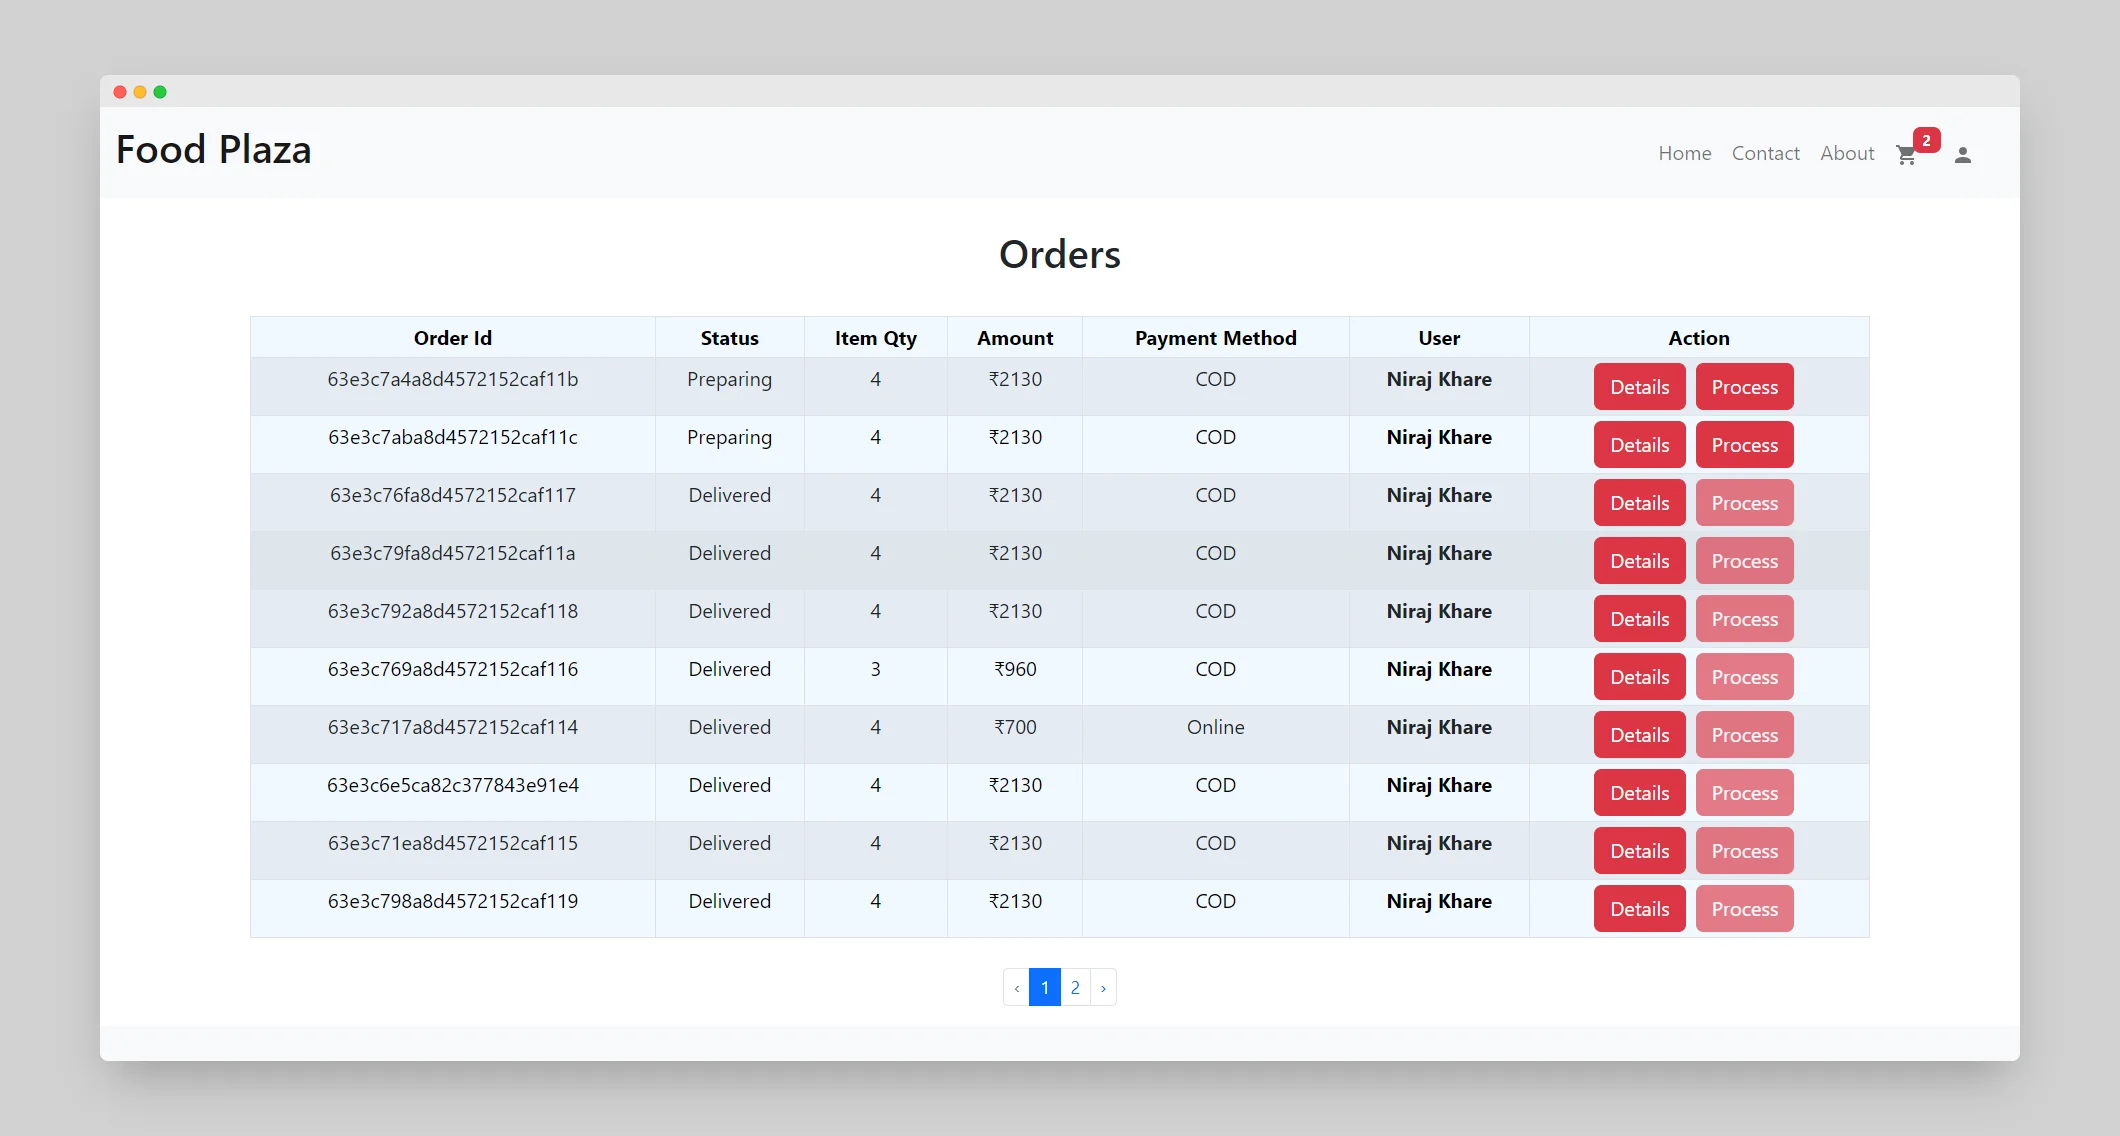 Food Plaza
Home Contact About 2
Orders
Order Id Status Item Qty Amount Payment Method User Action
63e3c7a4a8d4572152caf11b Preparing 4 ₹2130 COD Niraj Khare Details Process
63e3c7aba8d4572152caf11c Preparing 4 ₹2130 COD Niraj Khare Details Process
63e3c76fa8d4572152caf117 Delivered 4 ₹2130 COD Niraj Khare Details Process
63e3c79fa8d4572152caf11a Delivered 4 ₹2130 COD Niraj Khare Details Process
63e3c792a8d4572152caf118 Delivered 4 ₹2130 COD Niraj Khare Details Process
63e3c769a8d4572152caf116 Delivered 3 ₹960 COD Niraj Khare Details Process
63e3c717a8d4572152caf114 Delivered 4 ₹700 Online Niraj Khare Details Process
63e3c6e5ca82c377843e91e4 Delivered 4 ₹2130 COD Niraj Khare Details Process
63e3c71ea8d4572152caf115 Delivered 4 ₹2130 COD Niraj Khare Details Process
63e3c798a8d4572152caf119 Delivered 4 ₹2130 COD Niraj Khare Details Process
‹ 1 2 ›